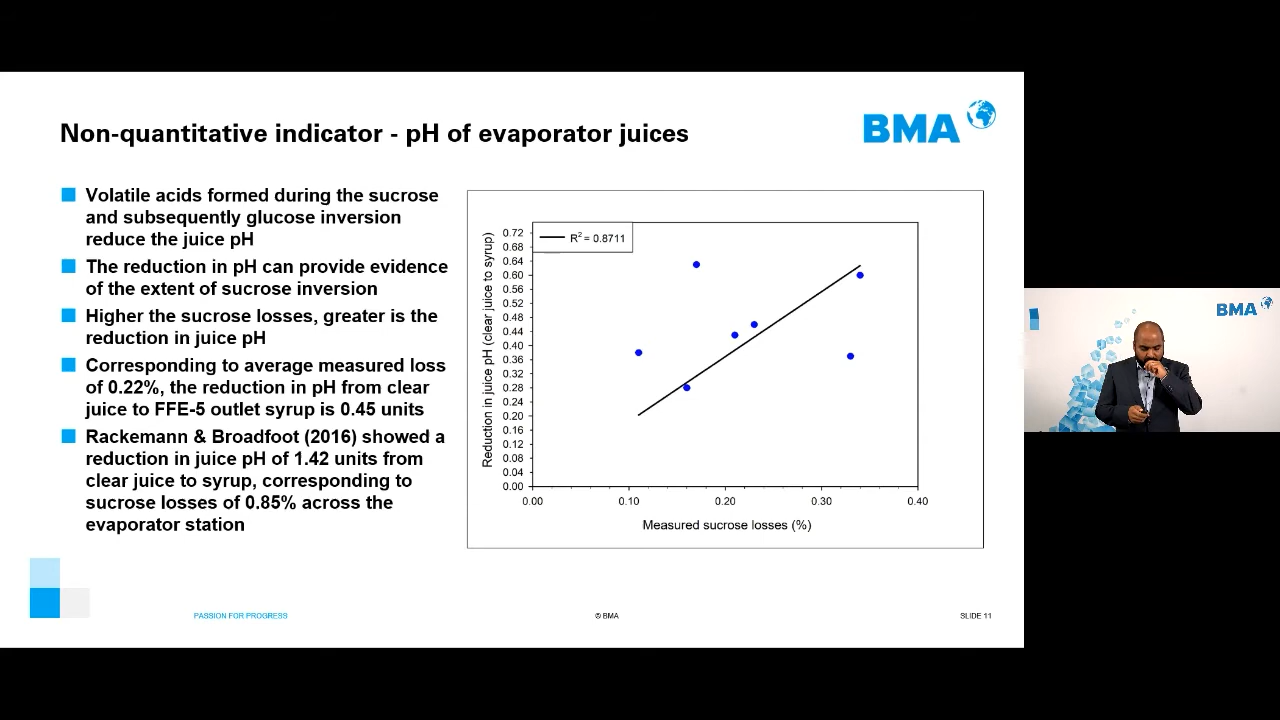 Non-quantitative indicator - pH of evaporator juices
BMA
Volatile acids formed during the sucrose
and subsequently glucose inversion
reduce the juice pH
The reduction in pH can provide evidence
of the extent of sucrose inversion
Higher the sucrose losses, greater is the
reduction in juice pH
Corresponding to average measured loss
of 0.22%, the reduction in pH from clear
juice to FFE-5 outlet syrup is 0.45 units
Rackemann & Broadfoot (2016) showed a
reduction in juice pH of 1.42 units from
clear juice to syrup, corresponding to
sucrose losses of 0.85% across the
evaporator station
Reduction in juice pH (clear juice to syrup)
R² = 0.8711
0.72
0.68
0.64
0.60
0.56
0.52
0.48
0.44
0.40
0.36
0.32
0.28
0.24
0.20
0.16
0.12
0.08
0.04
0.00
0.00 0.10 0.20 0.30 0.40
Measured sucrose losses (%)
PASSION FOR PROGRESS
© BMA
SLIDE 11
BMA